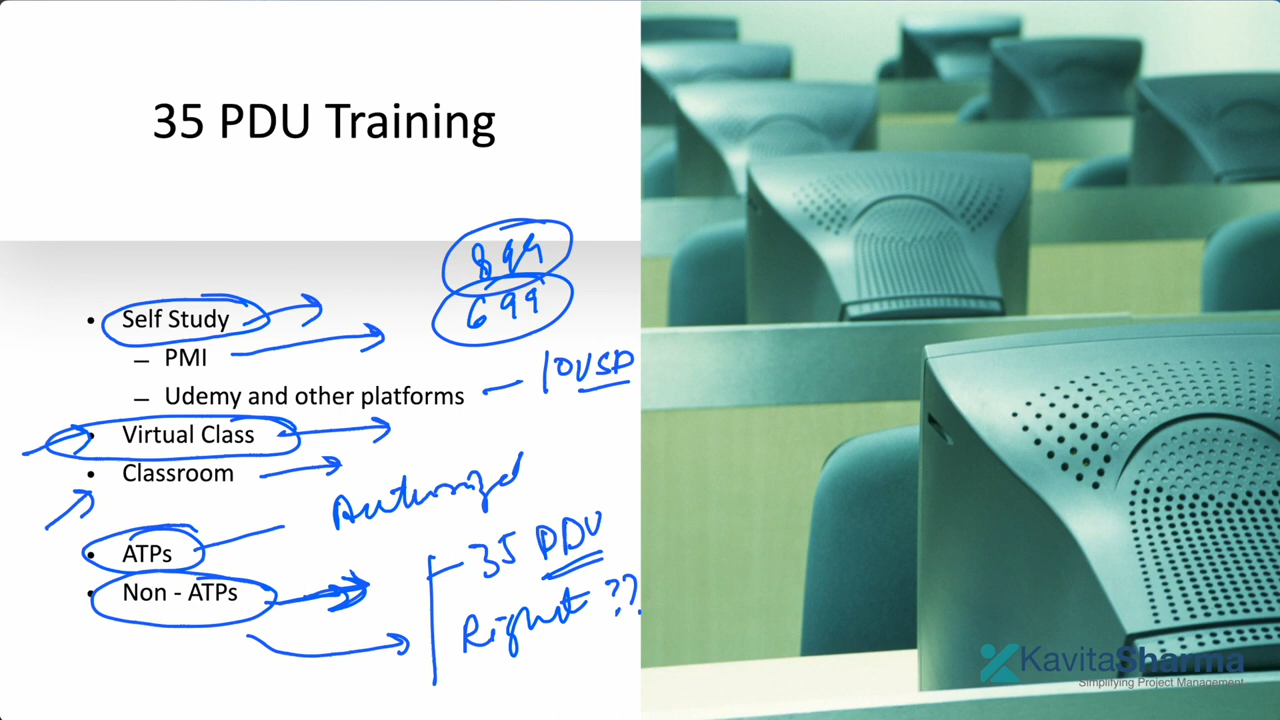 35 PDU Training
899
699
• Self Study
– PMI
– Udemy and other platforms
10USD
• Virtual Class
• Classroom
Authorized
• ATPs
35 PDU
• Non - ATPs
Right ??
KavitaSharma
Simplifying Project Management